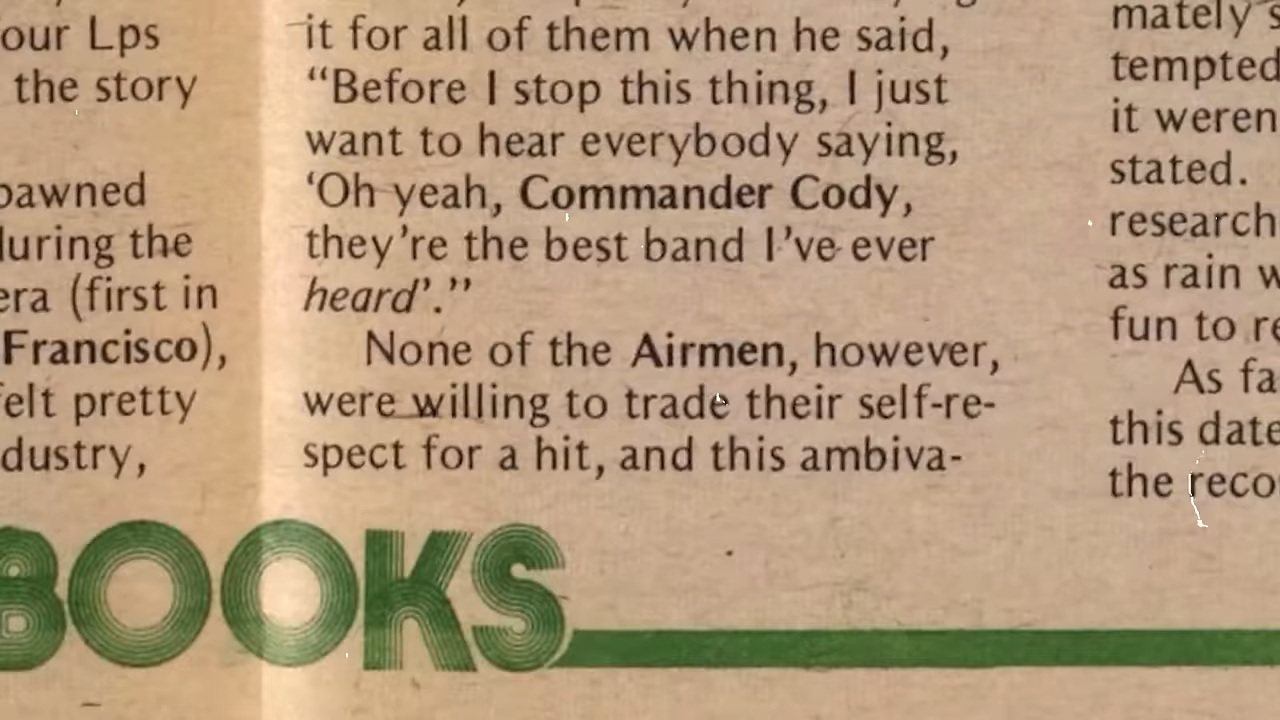 our Lps
the story
pawned
during the
era (first in
Francisco),
felt pretty
dustry,
it for all of them when he said,
“Before I stop this thing, I just
want to hear everybody saying,
‘Oh yeah, Commander Cody,
they’re the best band I’ve ever
heard’.”
None of the Airmen, however,
were willing to trade their self-re-
spect for a hit, and this ambiva-
mately
tempted
it weren
stated.
research
as rain
fun to
As
this date
the
BOOKS